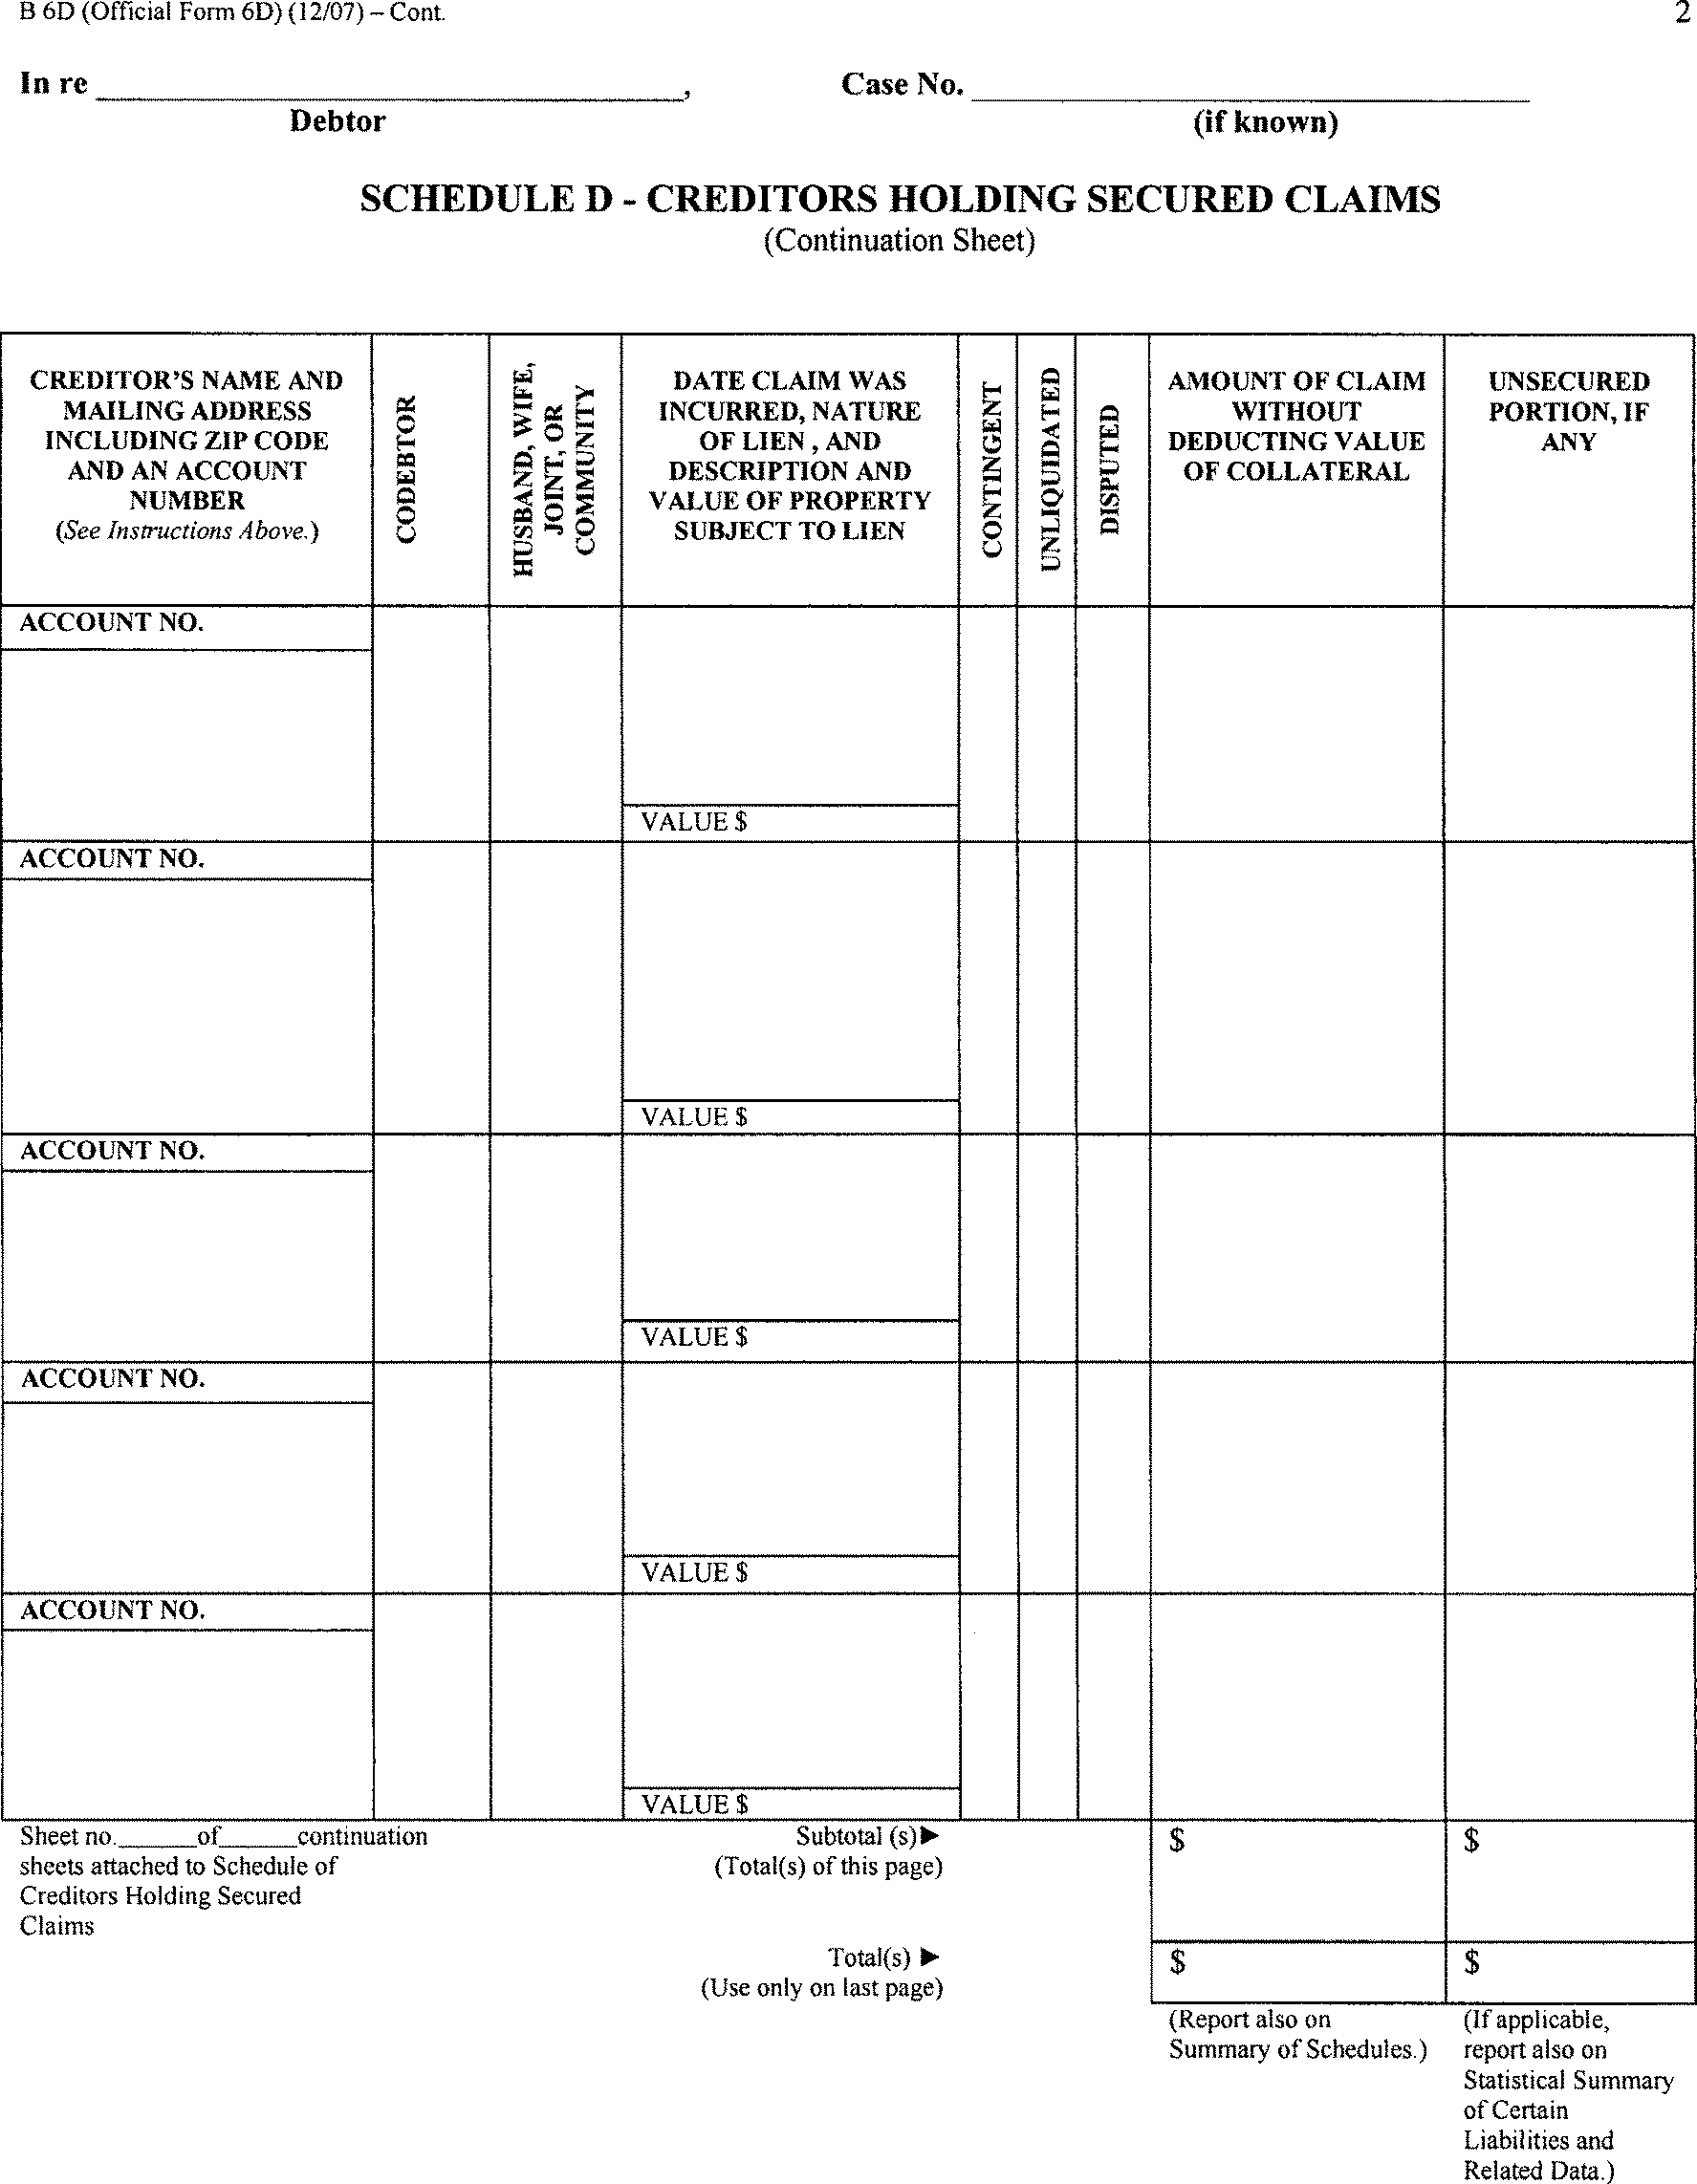 B 6D (Official Form 6D) (12/07) – Cont.
2
In re ____________________, Case No. ____________________
Debtor (if known)
SCHEDULE D - CREDITORS HOLDING SECURED CLAIMS
(Continuation Sheet)
CREDITOR'S NAME AND
MAILING ADDRESS
INCLUDING ZIP CODE
AND AN ACCOUNT
NUMBER
(See Instructions Above.)
CODEBTOR
HUSBAND, WIFE,
JOINT, OR
COMMUNITY
DATE CLAIM WAS
INCURRED, NATURE
OF LIEN , AND
DESCRIPTION AND
VALUE OF PROPERTY
SUBJECT TO LIEN
CONTINGENT
UNLIQUIDATED
DISPUTED
AMOUNT OF CLAIM
WITHOUT
DEDUCTING VALUE
OF COLLATERAL
UNSECURED
PORTION, IF
ANY
ACCOUNT NO.
VALUE $
ACCOUNT NO.
VALUE $
ACCOUNT NO.
VALUE $
ACCOUNT NO.
VALUE $
ACCOUNT NO.
VALUE $
Sheet no.______of______continuation
sheets attached to Schedule of
Creditors Holding Secured
Claims
Subtotal (s)►
(Total(s) of this page)
$
$
Total(s) ►
(Use only on last page)
$
$
(Report also on
Summary of Schedules.)
(If applicable,
report also on
Statistical Summary
of Certain
Liabilities and
Related Data.)